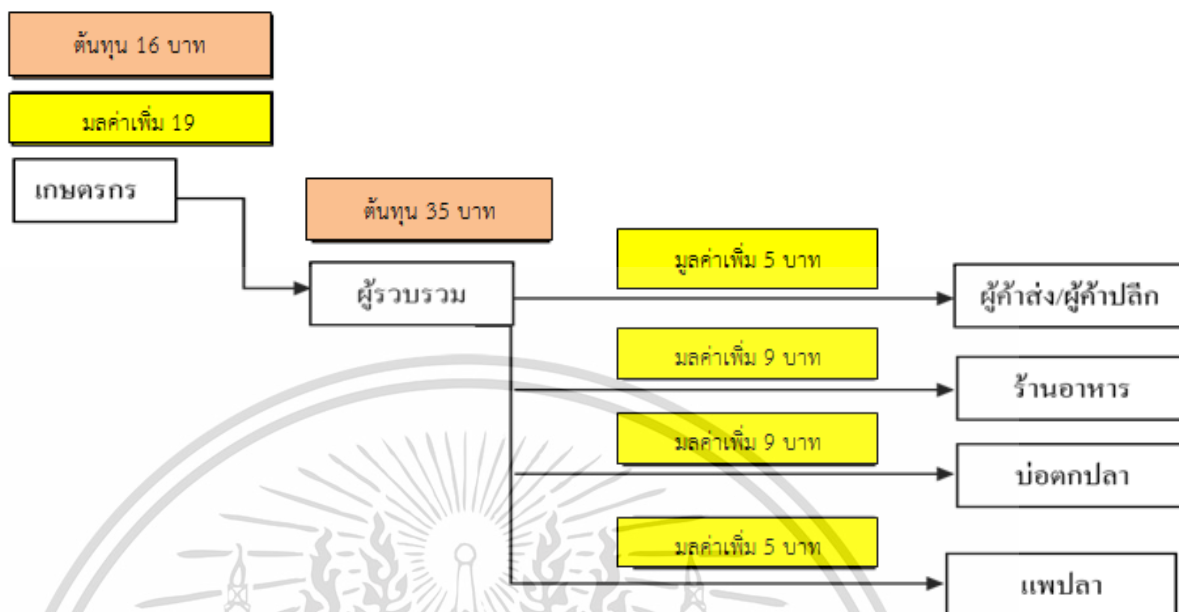 ต้นทุน 16 บาท
มลค่าเพิ่ม 19
เกษตรกร
ต้นทุน 35 บาท
ผู้รวบรวม
มูลค่าเพิ่ม 5 บาท
ผู้ค้าส่ง/ผู้ค้าปลีก
มลค่าเพิ่ม 9 บาท
ร้านอาหาร
มลค่าเพิ่ม 9 บาท
บ่อตกปลา
มลค่าเพิ่ม 5 บาท
แพปลา